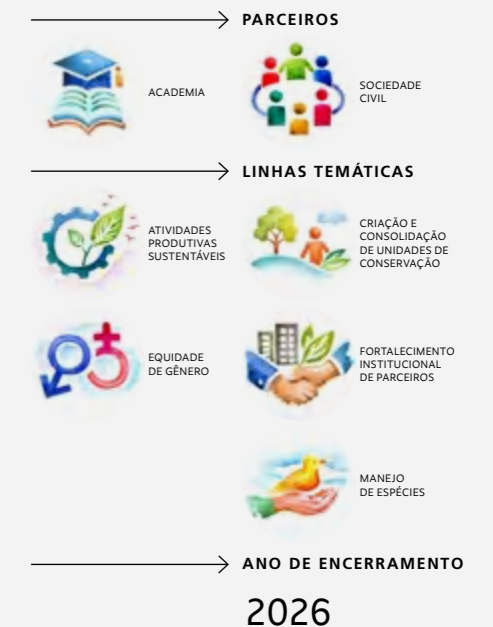 PARCEIROS
ACADEMIA
SOCIEDADE
CIVIL
LINHAS TEMÁTICAS
ATIVIDADES
PRODUTIVAS
SUSTENTÁVEIS
CRIAÇÃO E
CONSOLIDAÇÃO
DE UNIDADES DE
CONSERVAÇÃO
EQUIDADE
DE GÊNERO
FORTALECIMENTO
INSTITUCIONAL
DE PARCEIROS
MANEJO
DE ESPÉCIES
ANO DE ENCERRAMENTO
2026